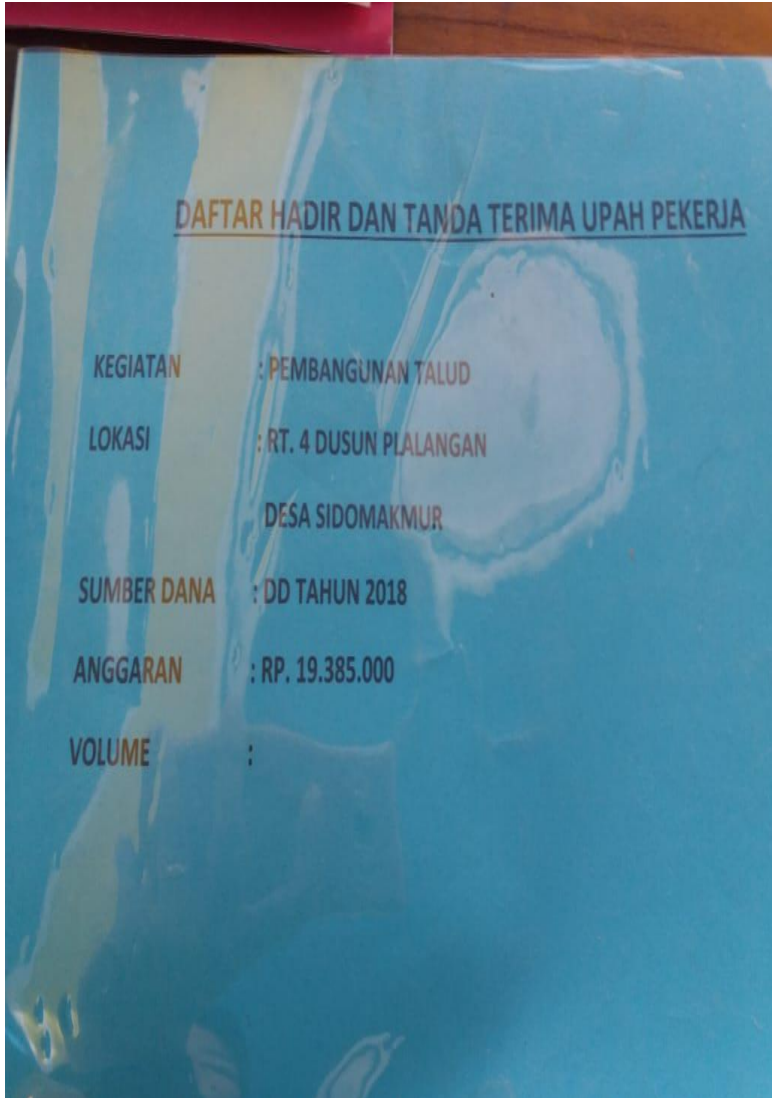 DAFTAR HADIR DAN TANDA TERIMA UPAH PEKERJA
KEGIATAN : PEMBANGUNAN TALUD
LOKASI : RT. 4 DUSUN PLALANGAN
DESA SIDOMAKMUR
SUMBER DANA : DD TAHUN 2018
ANGGARAN : RP. 19.385.000
VOLUME :